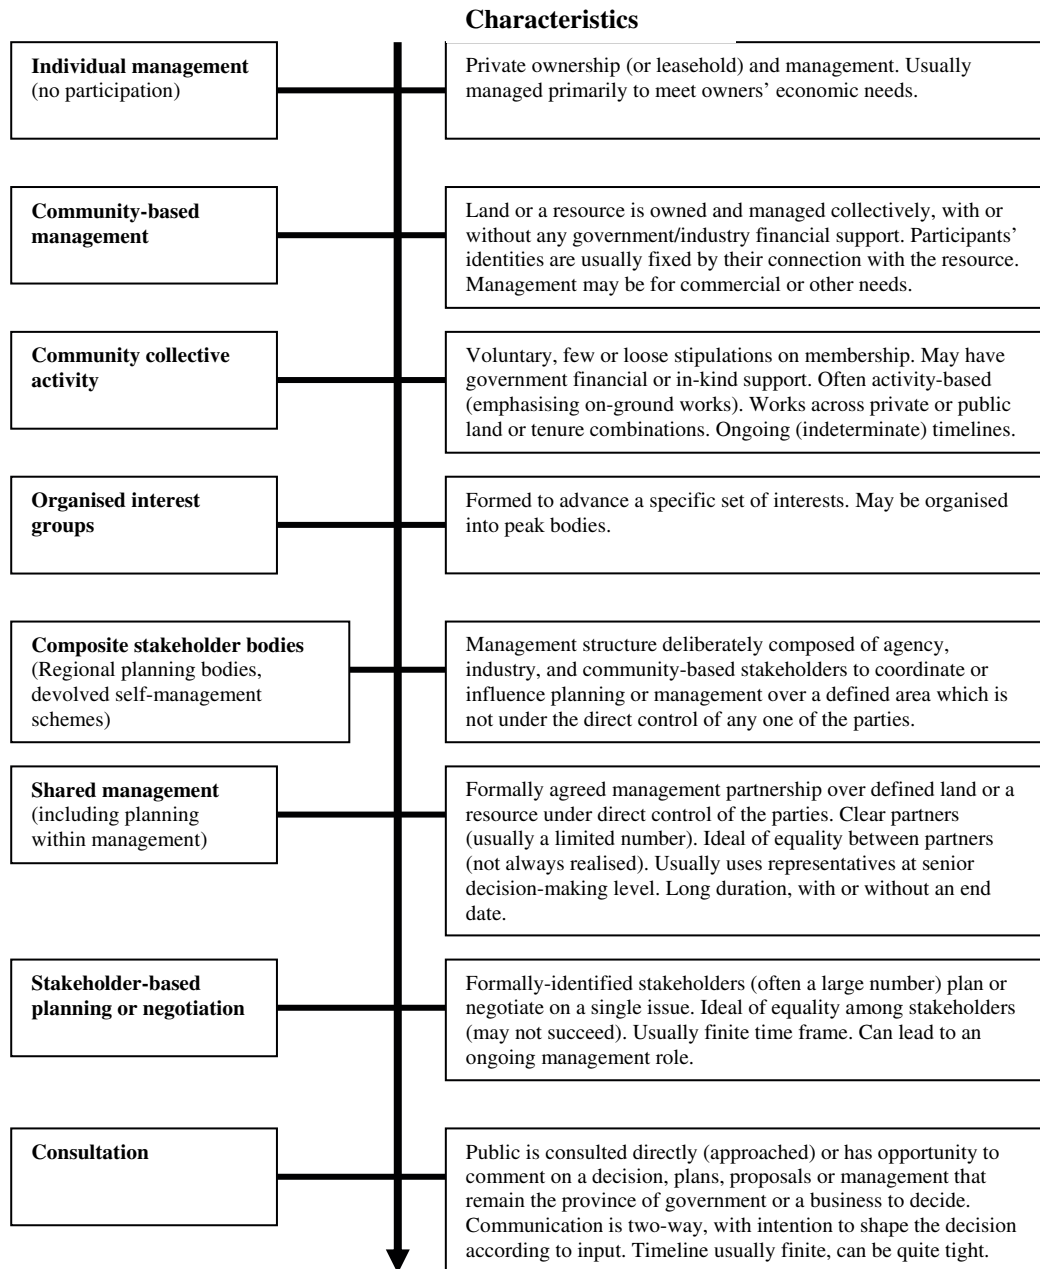 Characteristics
Individual management
(no participation)
Private ownership (or leasehold) and management. Usually
managed primarily to meet owners’ economic needs.
Community-based
management
Land or a resource is owned and managed collectively, with or
without any government/industry financial support. Participants’
identities are usually fixed by their connection with the resource.
Management may be for commercial or other needs.
Community collective
activity
Voluntary, few or loose stipulations on membership. May have
government financial or in-kind support. Often activity-based
(emphasising on-ground works). Works across private or public
land or tenure combinations. Ongoing (indeterminate) timelines.
Organised interest
groups
Formed to advance a specific set of interests. May be organised
into peak bodies.
Composite stakeholder bodies
(Regional planning bodies,
devolved self-management
schemes)
Management structure deliberately composed of agency,
industry, and community-based stakeholders to coordinate or
influence planning or management over a defined area which is
not under the direct control of any one of the parties.
Shared management
(including planning
within management)
Formally agreed management partnership over defined land or a
resource under direct control of the parties. Clear partners
(usually a limited number). Ideal of equality between partners
(not always realised). Usually uses representatives at senior
decision-making level. Long duration, with or without an end
date.
Stakeholder-based
planning or negotiation
Formally-identified stakeholders (often a large number) plan or
negotiate on a single issue. Ideal of equality among stakeholders
(may not succeed). Usually finite time frame. Can lead to an
ongoing management role.
Consultation
Public is consulted directly (approached) or has opportunity to
comment on a decision, plans, proposals or management that
remain the province of government or a business to decide.
Communication is two-way, with intention to shape the decision
according to input. Timeline usually finite, can be quite tight.